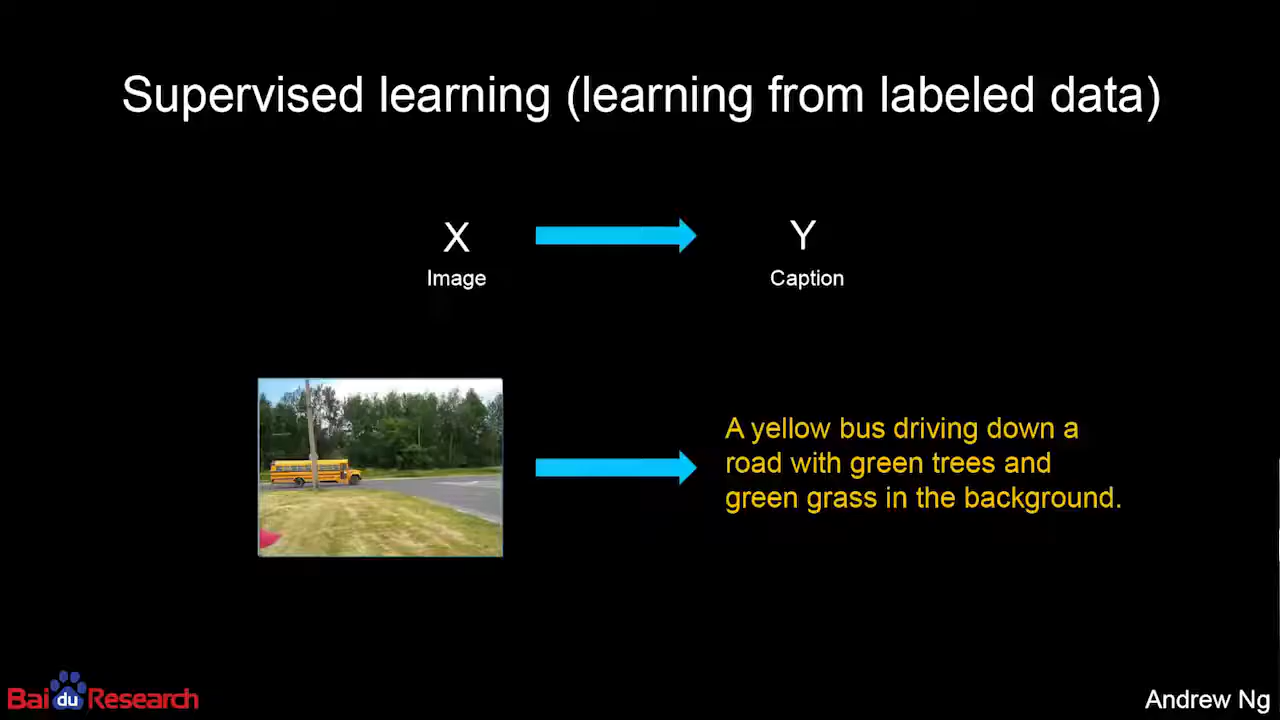 Supervised learning (learning from labeled data)
X
Y
Image
Caption
A yellow bus driving down a
road with green trees and
green grass in the background.
Baidu Research
Andrew Ng